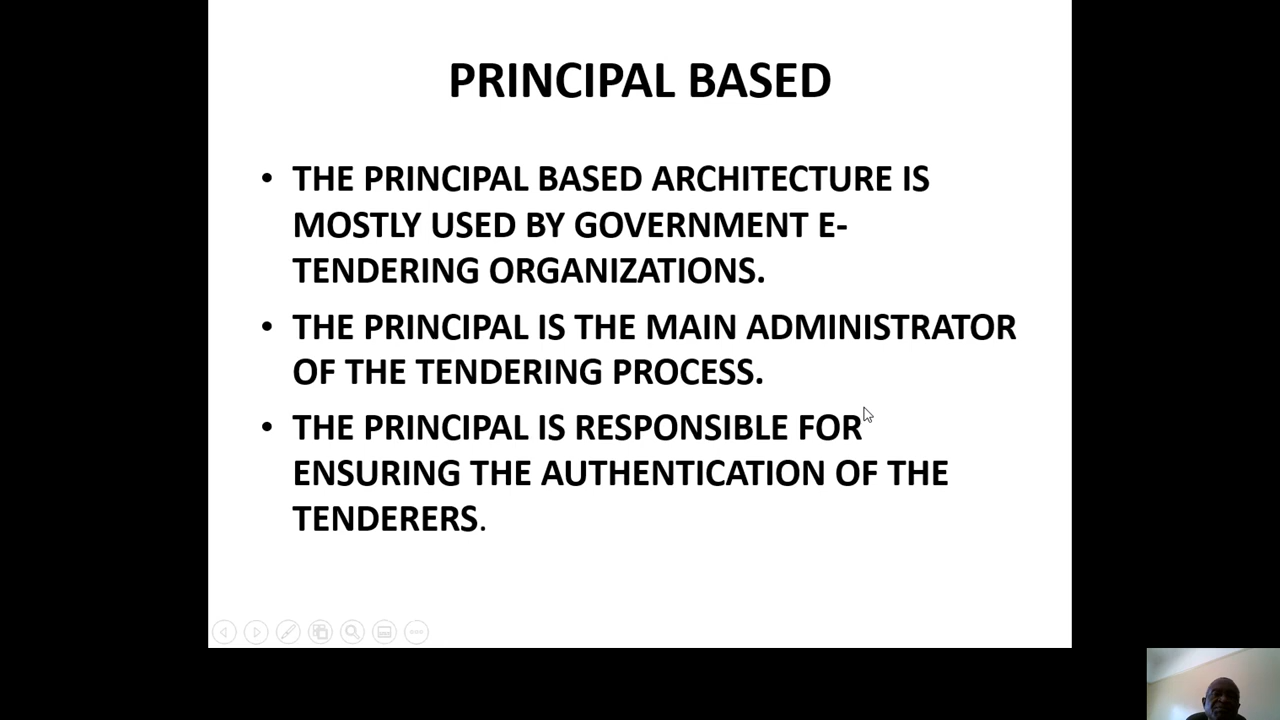 PRINCIPAL BASED
• THE PRINCIPAL BASED ARCHITECTURE IS
MOSTLY USED BY GOVERNMENT E-
TENDERING ORGANIZATIONS.
• THE PRINCIPAL IS THE MAIN ADMINISTRATOR
OF THE TENDERING PROCESS.
• THE PRINCIPAL IS RESPONSIBLE FOR
ENSURING THE AUTHENTICATION OF THE
TENDERERS.